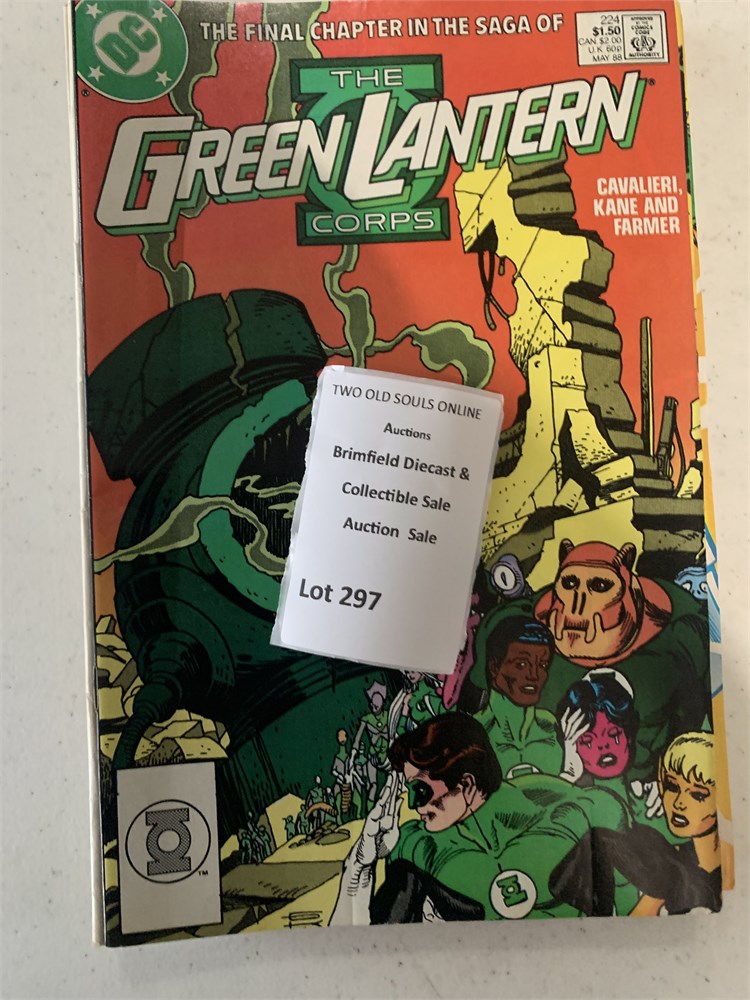 DC
THE FINAL CHAPTER IN THE SAGA OF
224
$1.50
CAN $2.00
U.K 60p
MAY 88
APPROVED
BY THE
COMICS
CODE
AUTHORITY
THE
GREEN LANTERN
CORPS
CAVALIERI,
KANE AND
FARMER
TWO OLD SOULS ONLINE
Auctions
Brimfield Diecast &
Collectible Sale
Auction Sale
Lot 297
TM